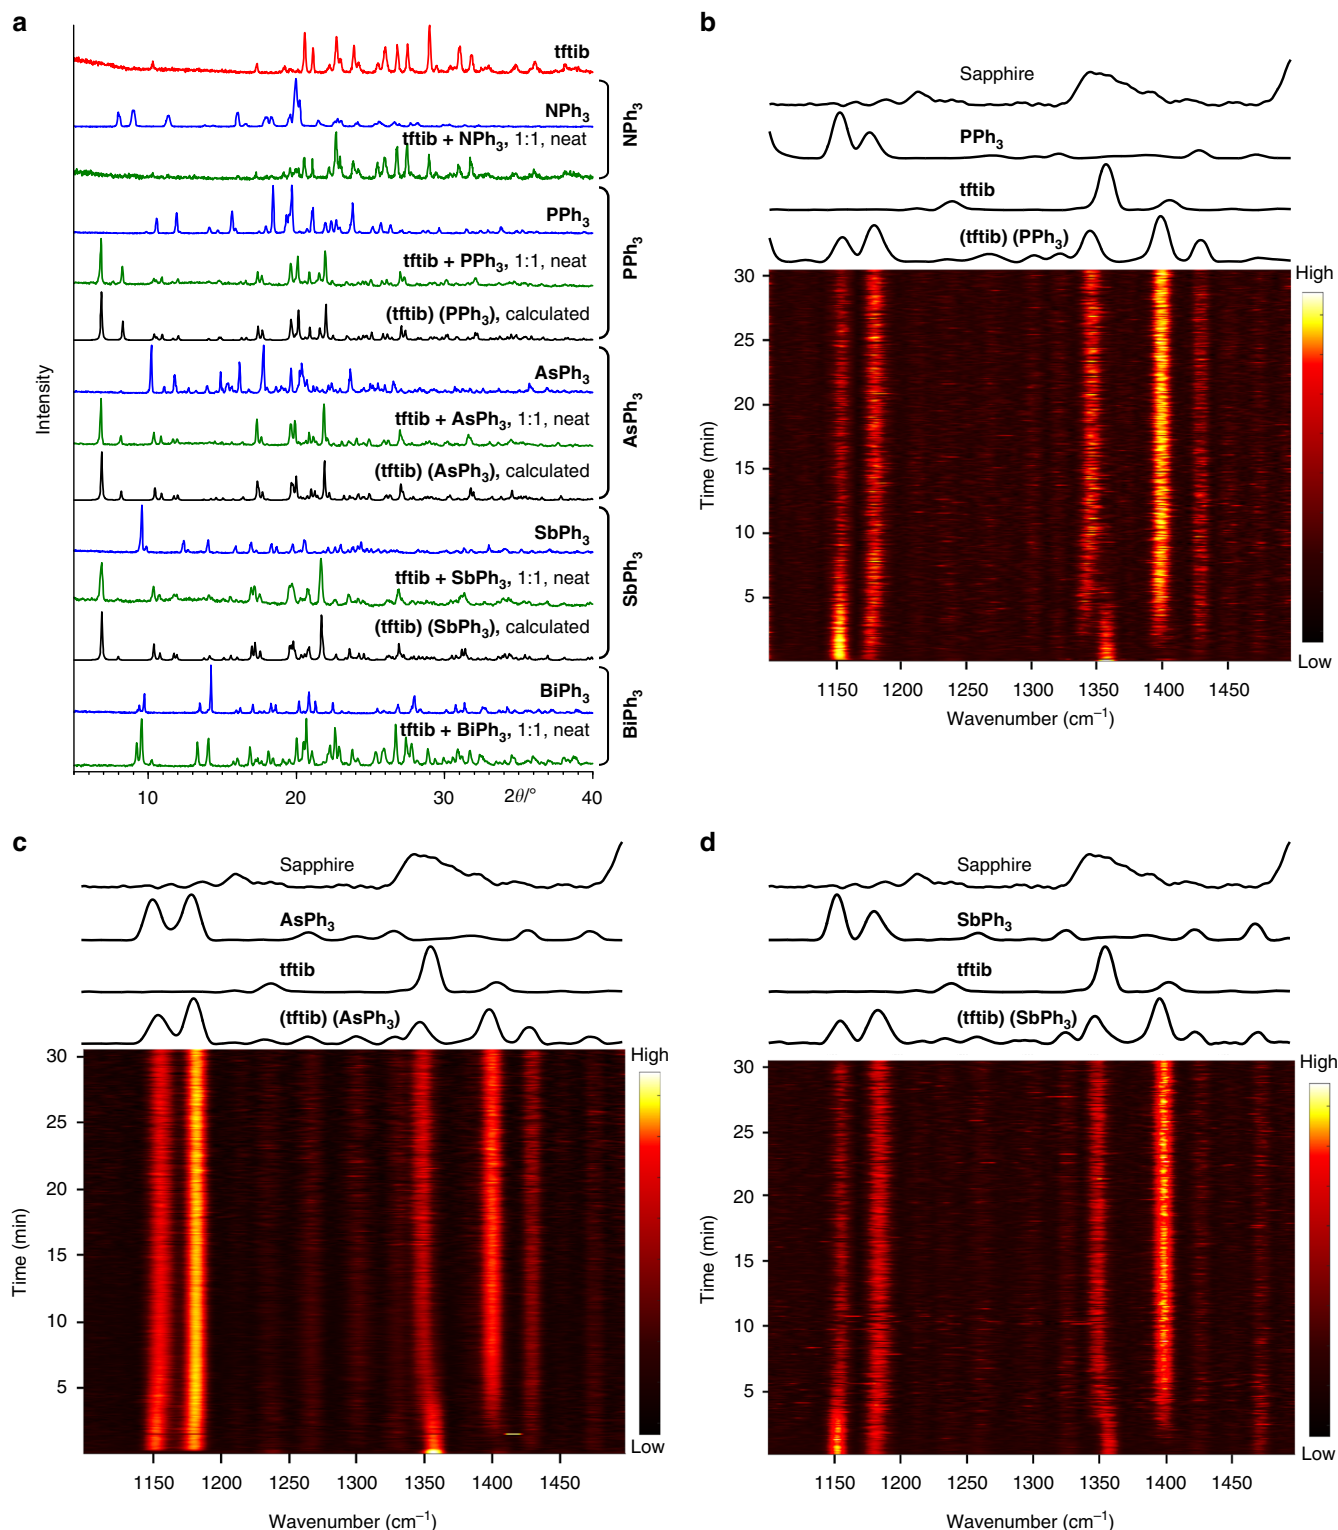 a
tftib
NPh3
tftib + NPh3, 1:1, neat
NPh3
PPh3
tftib + PPh3, 1:1, neat
(tftib) (PPh3), calculated
PPh3
AsPh3
tftib + AsPh3, 1:1, neat
(tftib) (AsPh3), calculated
AsPh3
SbPh3
tftib + SbPh3, 1:1, neat
(tftib) (SbPh3), calculated
SbPh3
BiPh3
tftib + BiPh3, 1:1, neat
BiPh3
Intensity
10 20 30 40
2θ/°
b
Sapphire
PPh3
tftib
(tftib) (PPh3)
High
Low
30
25
20
15
10
5
Time (min)
1150 1200 1250 1300 1350 1400 1450
Wavenumber (cm−1)
c
Sapphire
AsPh3
tftib
(tftib) (AsPh3)
High
Low
30
25
20
15
10
5
Time (min)
1150 1200 1250 1300 1350 1400 1450
Wavenumber (cm−1)
d
Sapphire
SbPh3
tftib
(tftib) (SbPh3)
High
Low
30
25
20
15
10
5
Time (min)
1150 1200 1250 1300 1350 1400 1450
Wavenumber (cm−1)